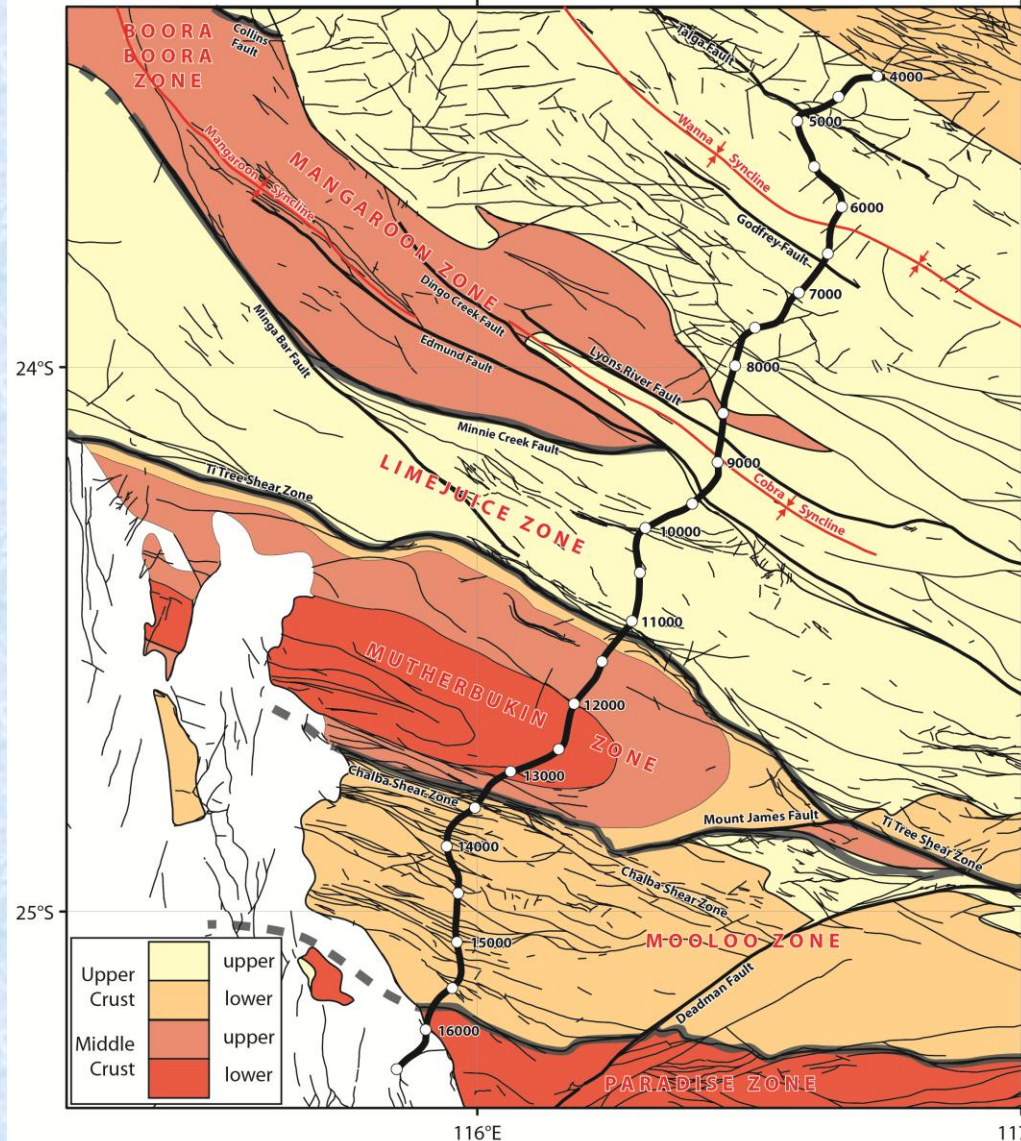 BOORA
BOORA
ZONE
Collins
Fault
Talga Fault
4000
5000
Wanna
Syncline
Mangaroon
Syncline
MANGAROON ZONE
6000
Godfrey Fault
7000
Dingo Creek Fault
Minga Bar Fault
Edmund Fault
Lyons River Fault
24°S
8000
Minnie Creek Fault
9000
Ti Tree Shear Zone
LIMEJUICE ZONE
Cobra
Syncline
10000
11000
MUTHERBUKIN
ZONE
12000
13000
Chalba Shear Zone
Mount James Fault
Ti Tree Shear Zone
14000
Chalba Shear Zone
25°S
15000
MOOLOO ZONE
Deadman Fault
16000
PARADISE ZONE
Upper
Crust
upper
lower
Middle
Crust
upper
lower
116°E
117